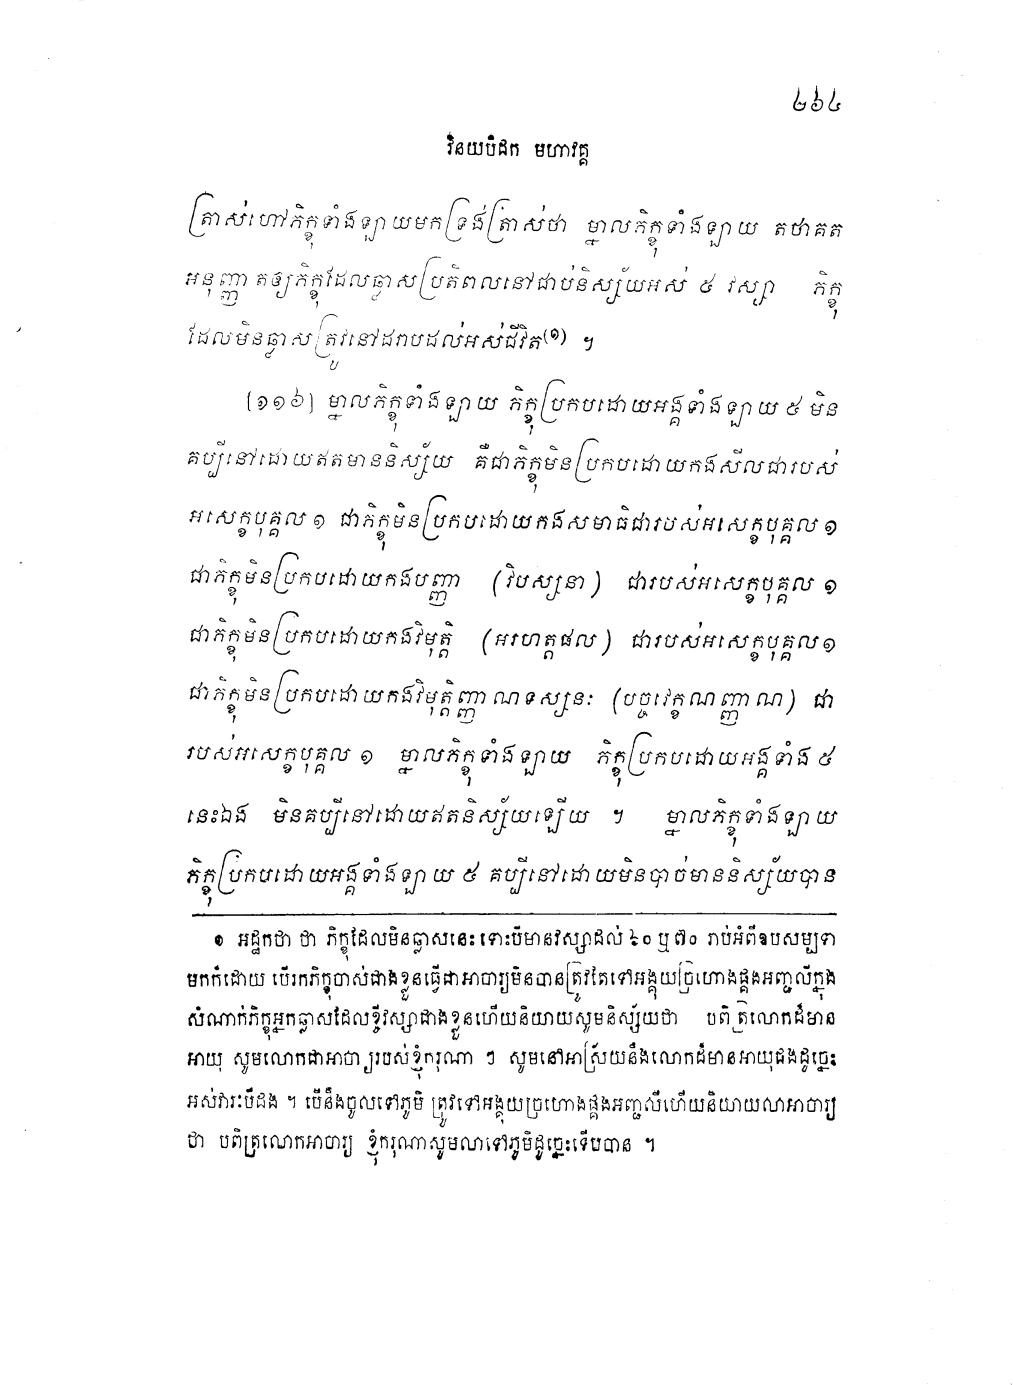 ២៦៤
វិនយបិដក មហាវគ្គ
ត្រាស់ហៅភិក្ខុទាំងឡាយមកទ្រង់ត្រាស់ថា ម្នាលភិក្ខុទាំងឡាយ តថាគត
អនុញ្ញាតឲ្យភិក្ខុដែលឆ្លាសប្រតិពលនៅជាប់និស្ស័យអស់ ៥ វស្សា ភិក្ខុ
ដែលមិនឆ្លាសត្រូវនៅដរាបដល់អស់ជីវិត(១) ។
[១១៦] ម្នាលភិក្ខុទាំងឡាយ ភិក្ខុប្រកបដោយអង្គទាំងឡាយ ៥ មិន
គប្បីនៅដោយឥតមាននិស្ស័យ គឺជាភិក្ខុមិនប្រកបដោយកងសីលជារបស់
អសេក្ខបុគ្គល ១ ជាភិក្ខុមិនប្រកបដោយកងសមាធិជារបស់អសេក្ខបុគ្គល ១
ជាភិក្ខុមិនប្រកបដោយកងបញ្ញា (វិបស្សនា) ជារបស់អសេក្ខបុគ្គល ១
ជាភិក្ខុមិនប្រកបដោយកងវិមុត្តិ (អរហត្តផល) ជារបស់អសេក្ខបុគ្គល ១
ជាភិក្ខុមិនប្រកបដោយកងវិមុត្តិញ្ញាណទស្សនៈ (បច្ចវេក្ខណញ្ញាណ) ជា
របស់អសេក្ខបុគ្គល ១ ម្នាលភិក្ខុទាំងឡាយ ភិក្ខុប្រកបដោយអង្គទាំង ៥
នេះឯង មិនគប្បីនៅដោយឥតនិស្ស័យឡើយ ។ ម្នាលភិក្ខុទាំងឡាយ
ភិក្ខុប្រកបដោយអង្គទាំងឡាយ ៥ គប្បីនៅដោយមិនបាច់មាននិស្ស័យបាន
១ អដ្ឋកថា ថា ភិក្ខុដែលមិនឆ្លាសនេះ ទោះបីមានវស្សាដល់ ៦០ ឬ ៧០ រាប់អំពីឧបសម្បទា
មកក៏ដោយ បើរកភិក្ខុចាស់ជាងខ្លួនធ្វើជាអាចារ្យមិនបានត្រូវតែទៅអង្គុយច្រហោងផ្គងអញ្ជលីក្នុង
សំណាក់ភិក្ខុអ្នកឆ្លាសដែលខ្ចីវស្សាជាងខ្លួនហើយនិយាយសូមនិស្ស័យថា បពិត្រលោកដ៏មាន
អាយុ សូមលោកជាអាចារ្យរបស់ខ្ញុំករុណា ៗ សូមនៅអាស្រ័យនឹងលោកដ៏មានអាយុផងដូច្នេះ
អស់វារៈបីដង ។ បើនឹងចូលទៅភូមិ ត្រូវទៅអង្គុយច្រហោងផ្គងអញ្ជលីហើយនិយាយលាអាចារ្យ
ថា បពិត្រលោកអាចារ្យ ខ្ញុំករុណាសូមលាទៅភូមិដូច្នេះទើបបាន ។